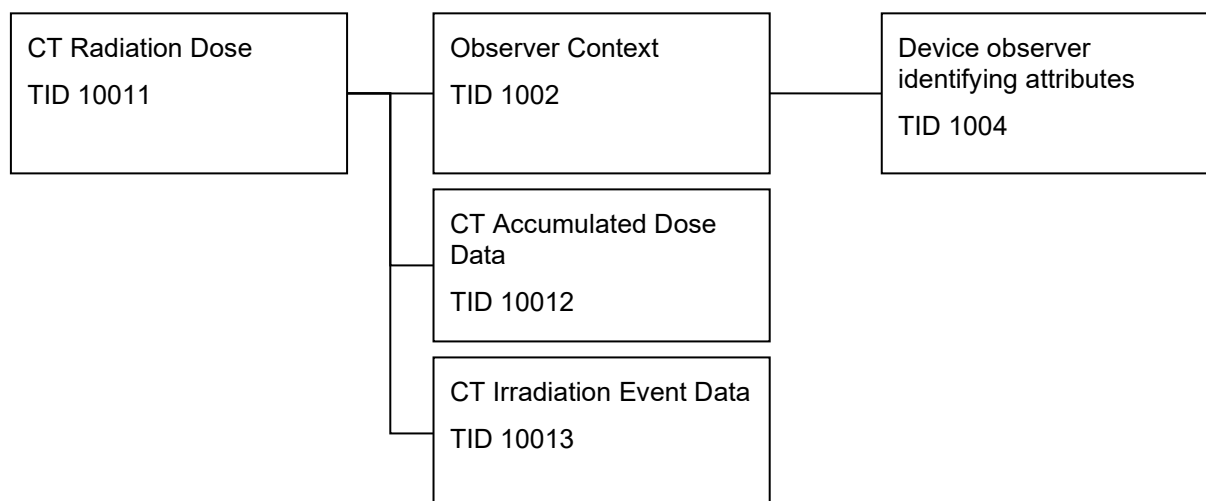 CT Radiation Dose
TID 10011
Observer Context
TID 1002
Device observer
identifying attributes
TID 1004
CT Accumulated Dose
Data
TID 10012
CT Irradiation Event Data
TID 10013